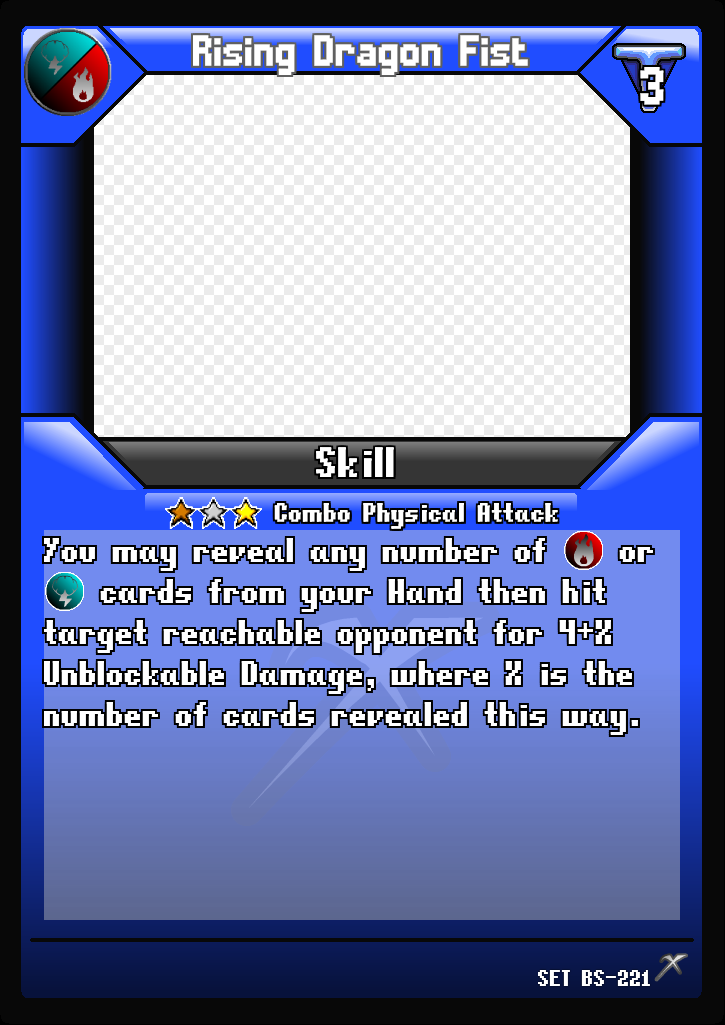 Rising Dragon Fist
3
Skill
Combo Physical Attack
You may reveal any number of or
cards from your Hand then hit
target reachable opponent for 4+X
Unblockable Damage, where X is the
number of cards revealed this way.
SET BS-221